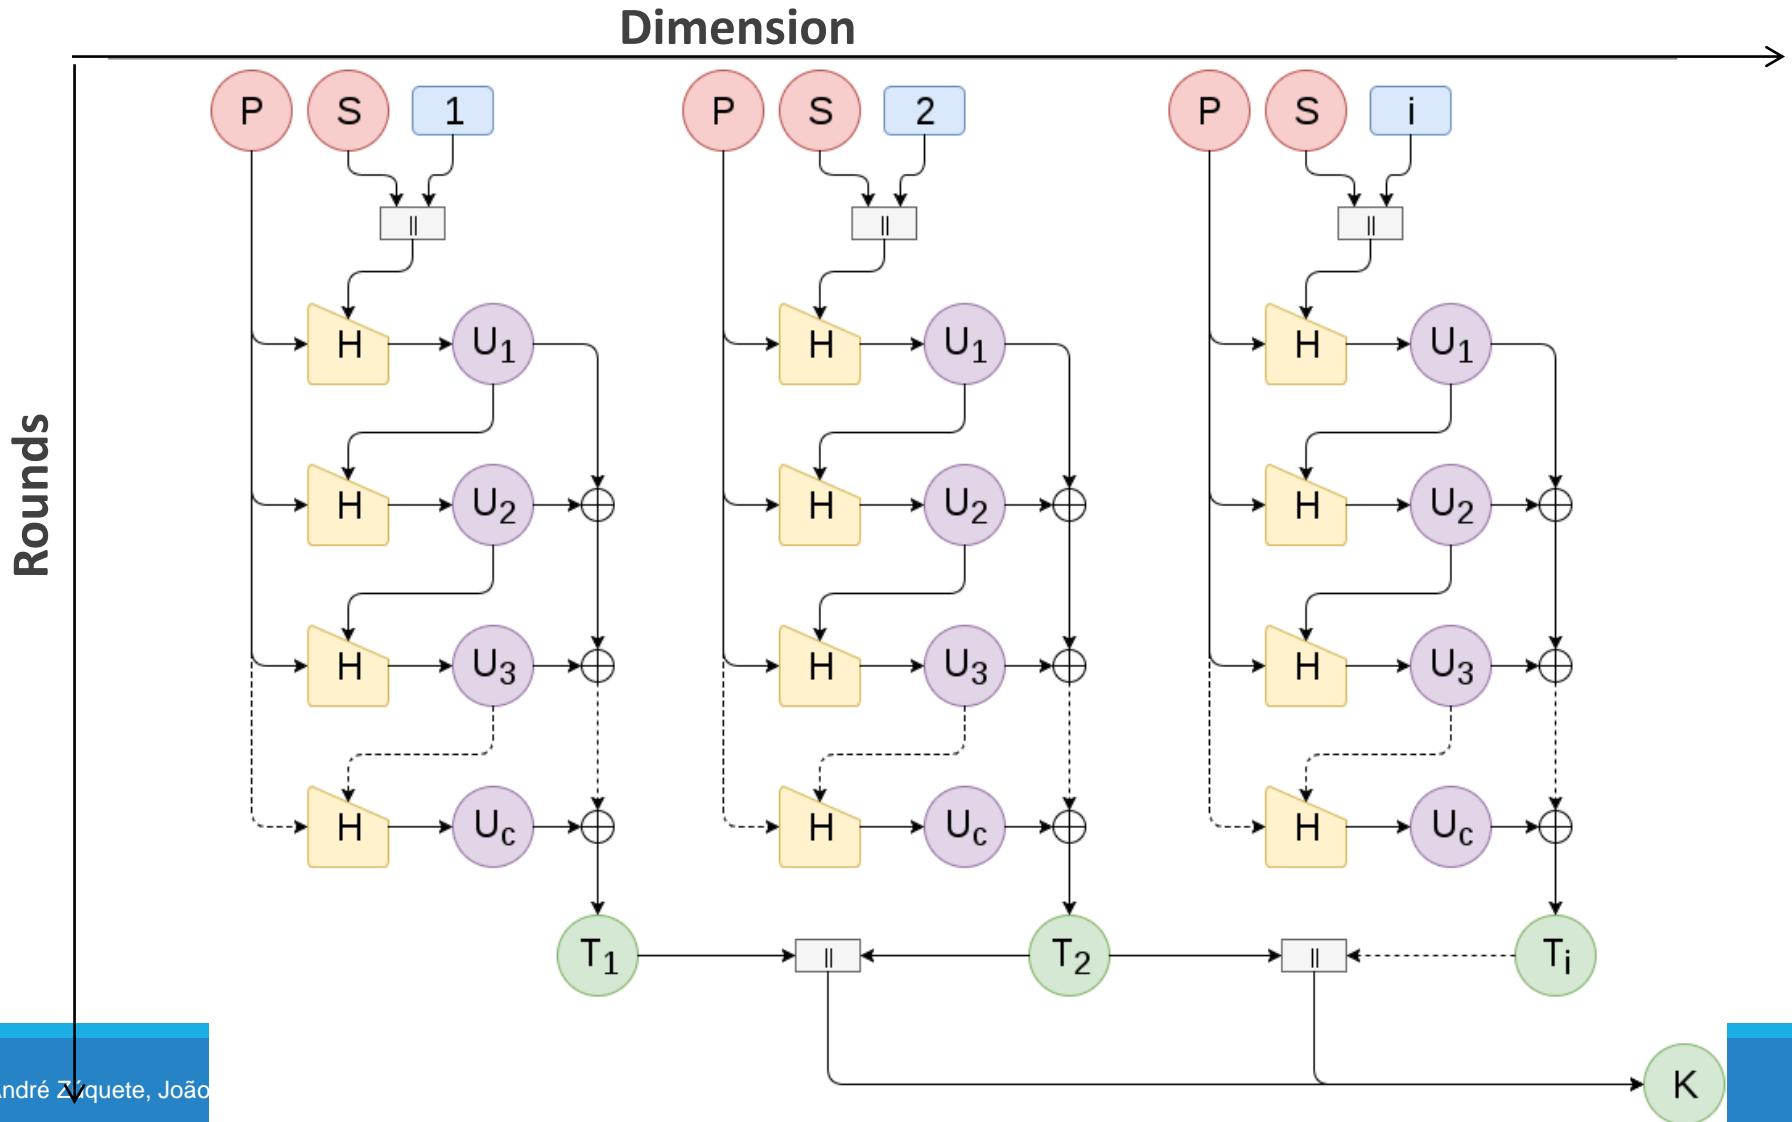 Dimension
Rounds
P S 1 P S 2 P S i
|| || ||
H U1 H U1 H U1
H U2 H U2 H U2
H U3 H U3 H U3
H Uc H Uc H Uc
T1 || T2 || Ti
Zúquete, João
K